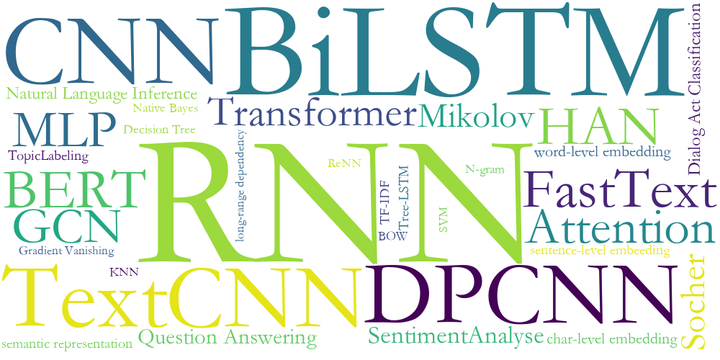 CNN
BiLSTM
Dialog Act Classification
Natural Language Inference
Native Bayes
Transformer
Mikolov
HAN
MLP
Decision Tree
TopicLabeling
word-level embedding
long-range dependency
RNN
ReNN
TF-IDF
BOW
Tree-LSTM
SVM
N-gram
BERT
FastText
GCN
Attention
Gradient Vanishing
sentence-level embeeding
KNN
TextCNN
DPCNN
Socher
semantic representation
Question Answering
SentimentAnalyse
char-level embedding